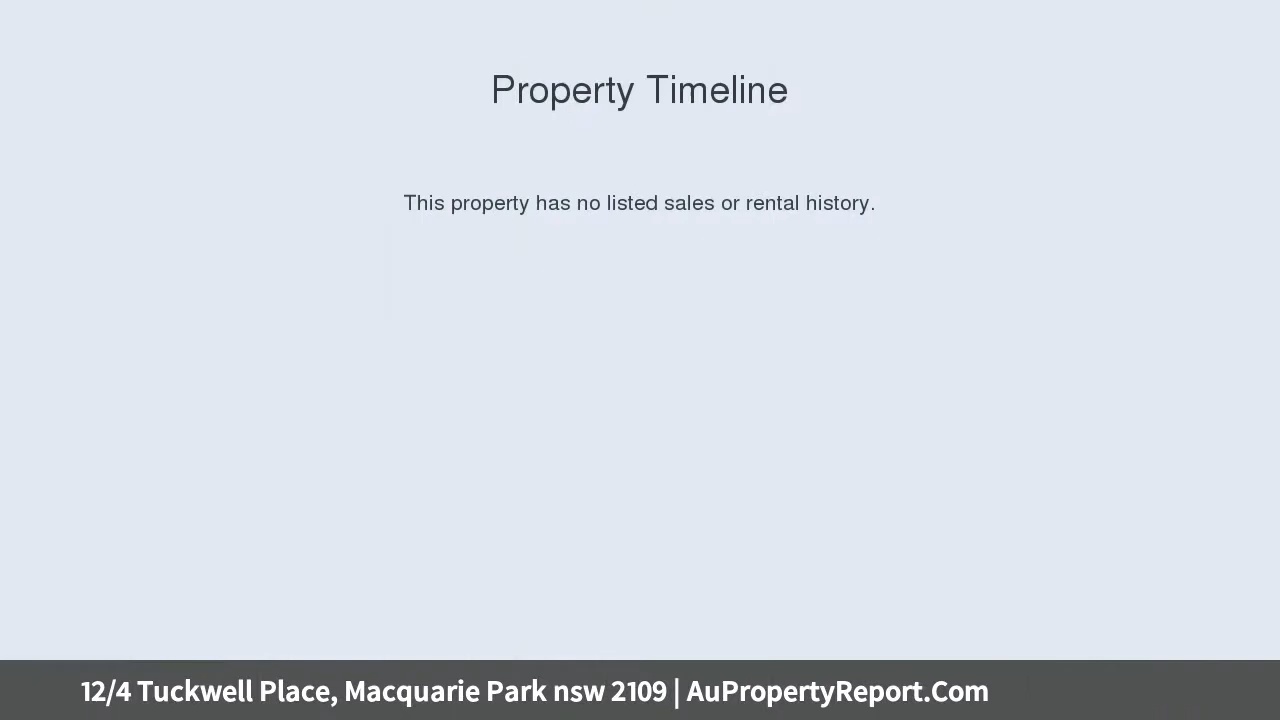 Property Timeline
This property has no listed sales or rental history.
12/4 Tuckwell Place, Macquarie Park nsw 2109 | AuPropertyReport.Com